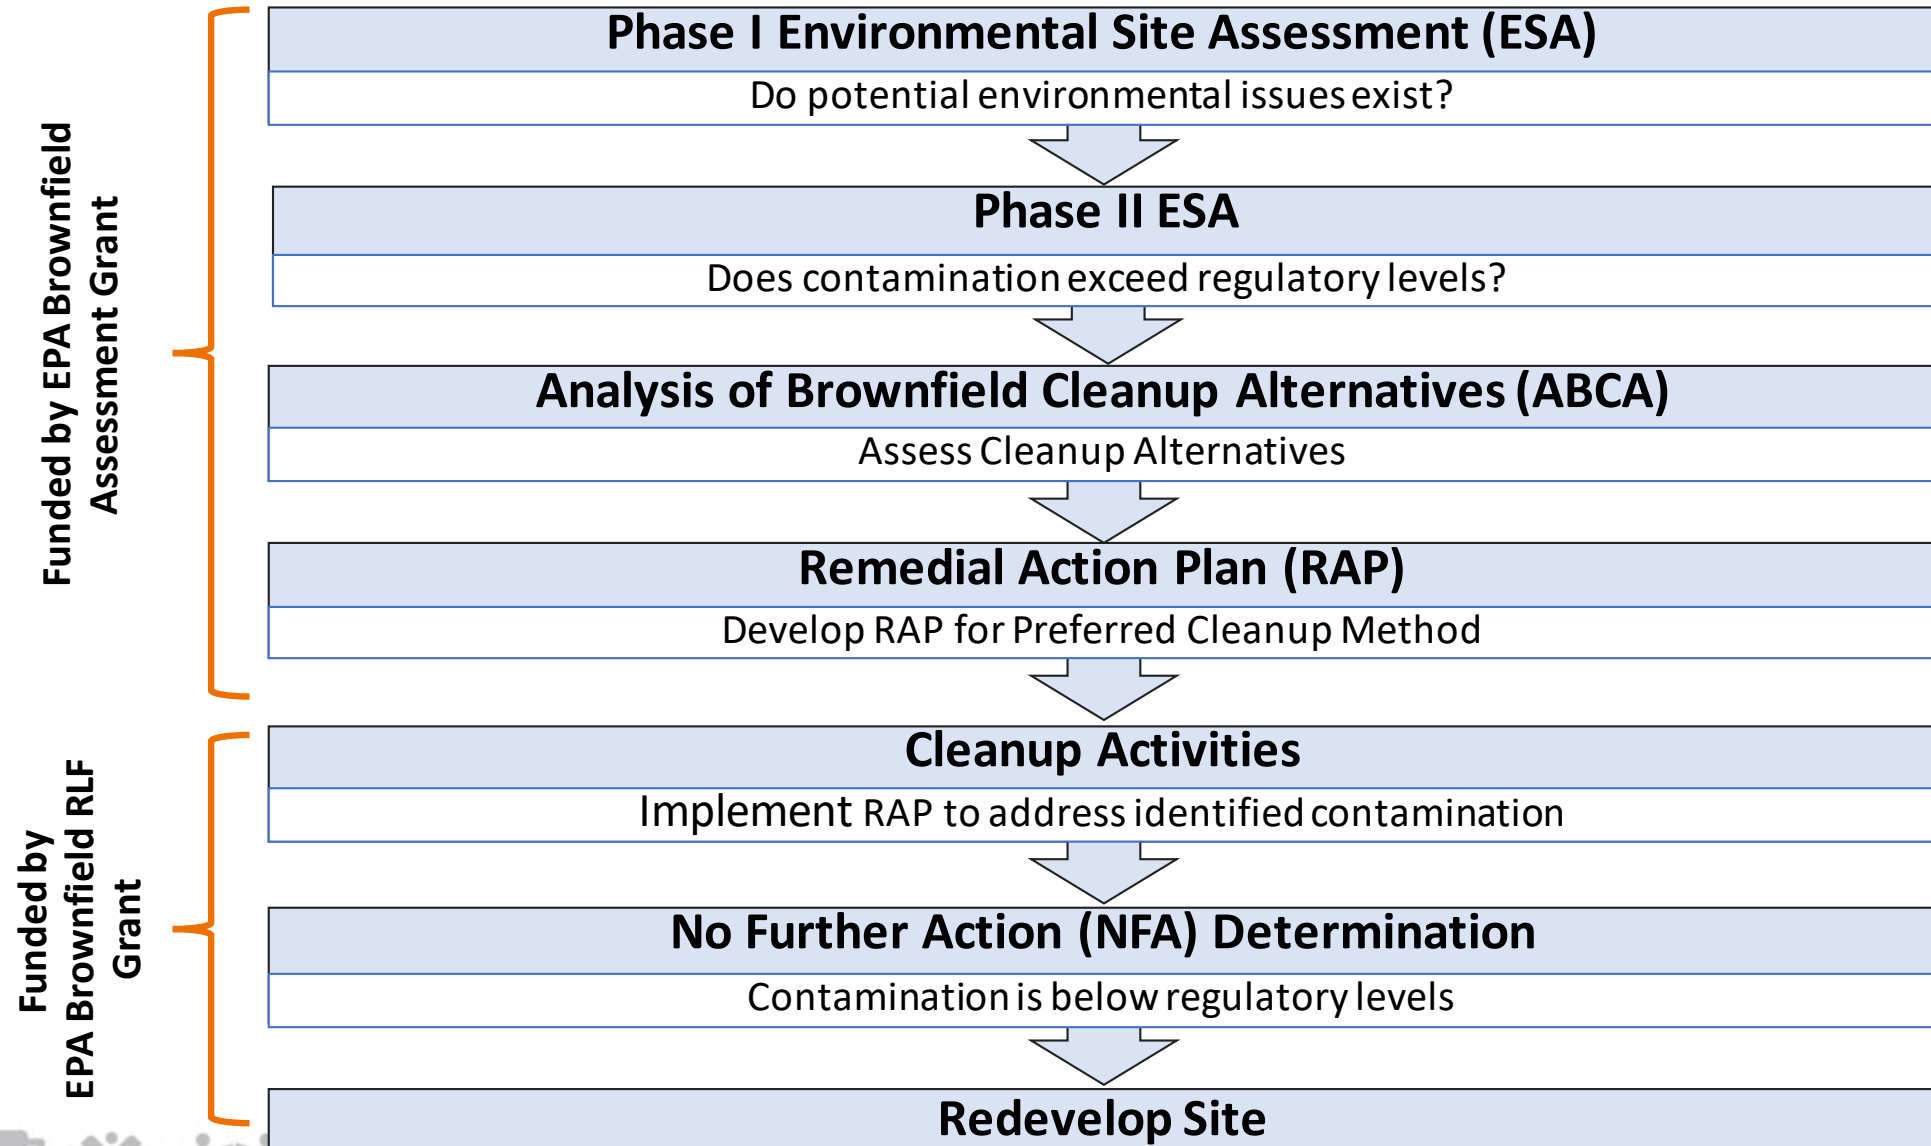 Phase I Environmental Site Assessment (ESA)
Do potential environmental issues exist?
Phase II ESA
Does contamination exceed regulatory levels?
Analysis of Brownfield Cleanup Alternatives (ABCA)
Assess Cleanup Alternatives
Remedial Action Plan (RAP)
Develop RAP for Preferred Cleanup Method
Funded by EPA Brownfield
Assessment Grant
Cleanup Activities
Implement RAP to address identified contamination
No Further Action (NFA) Determination
Contamination is below regulatory levels
Redevelop Site
Funded by
EPA Brownfield RLF
Grant